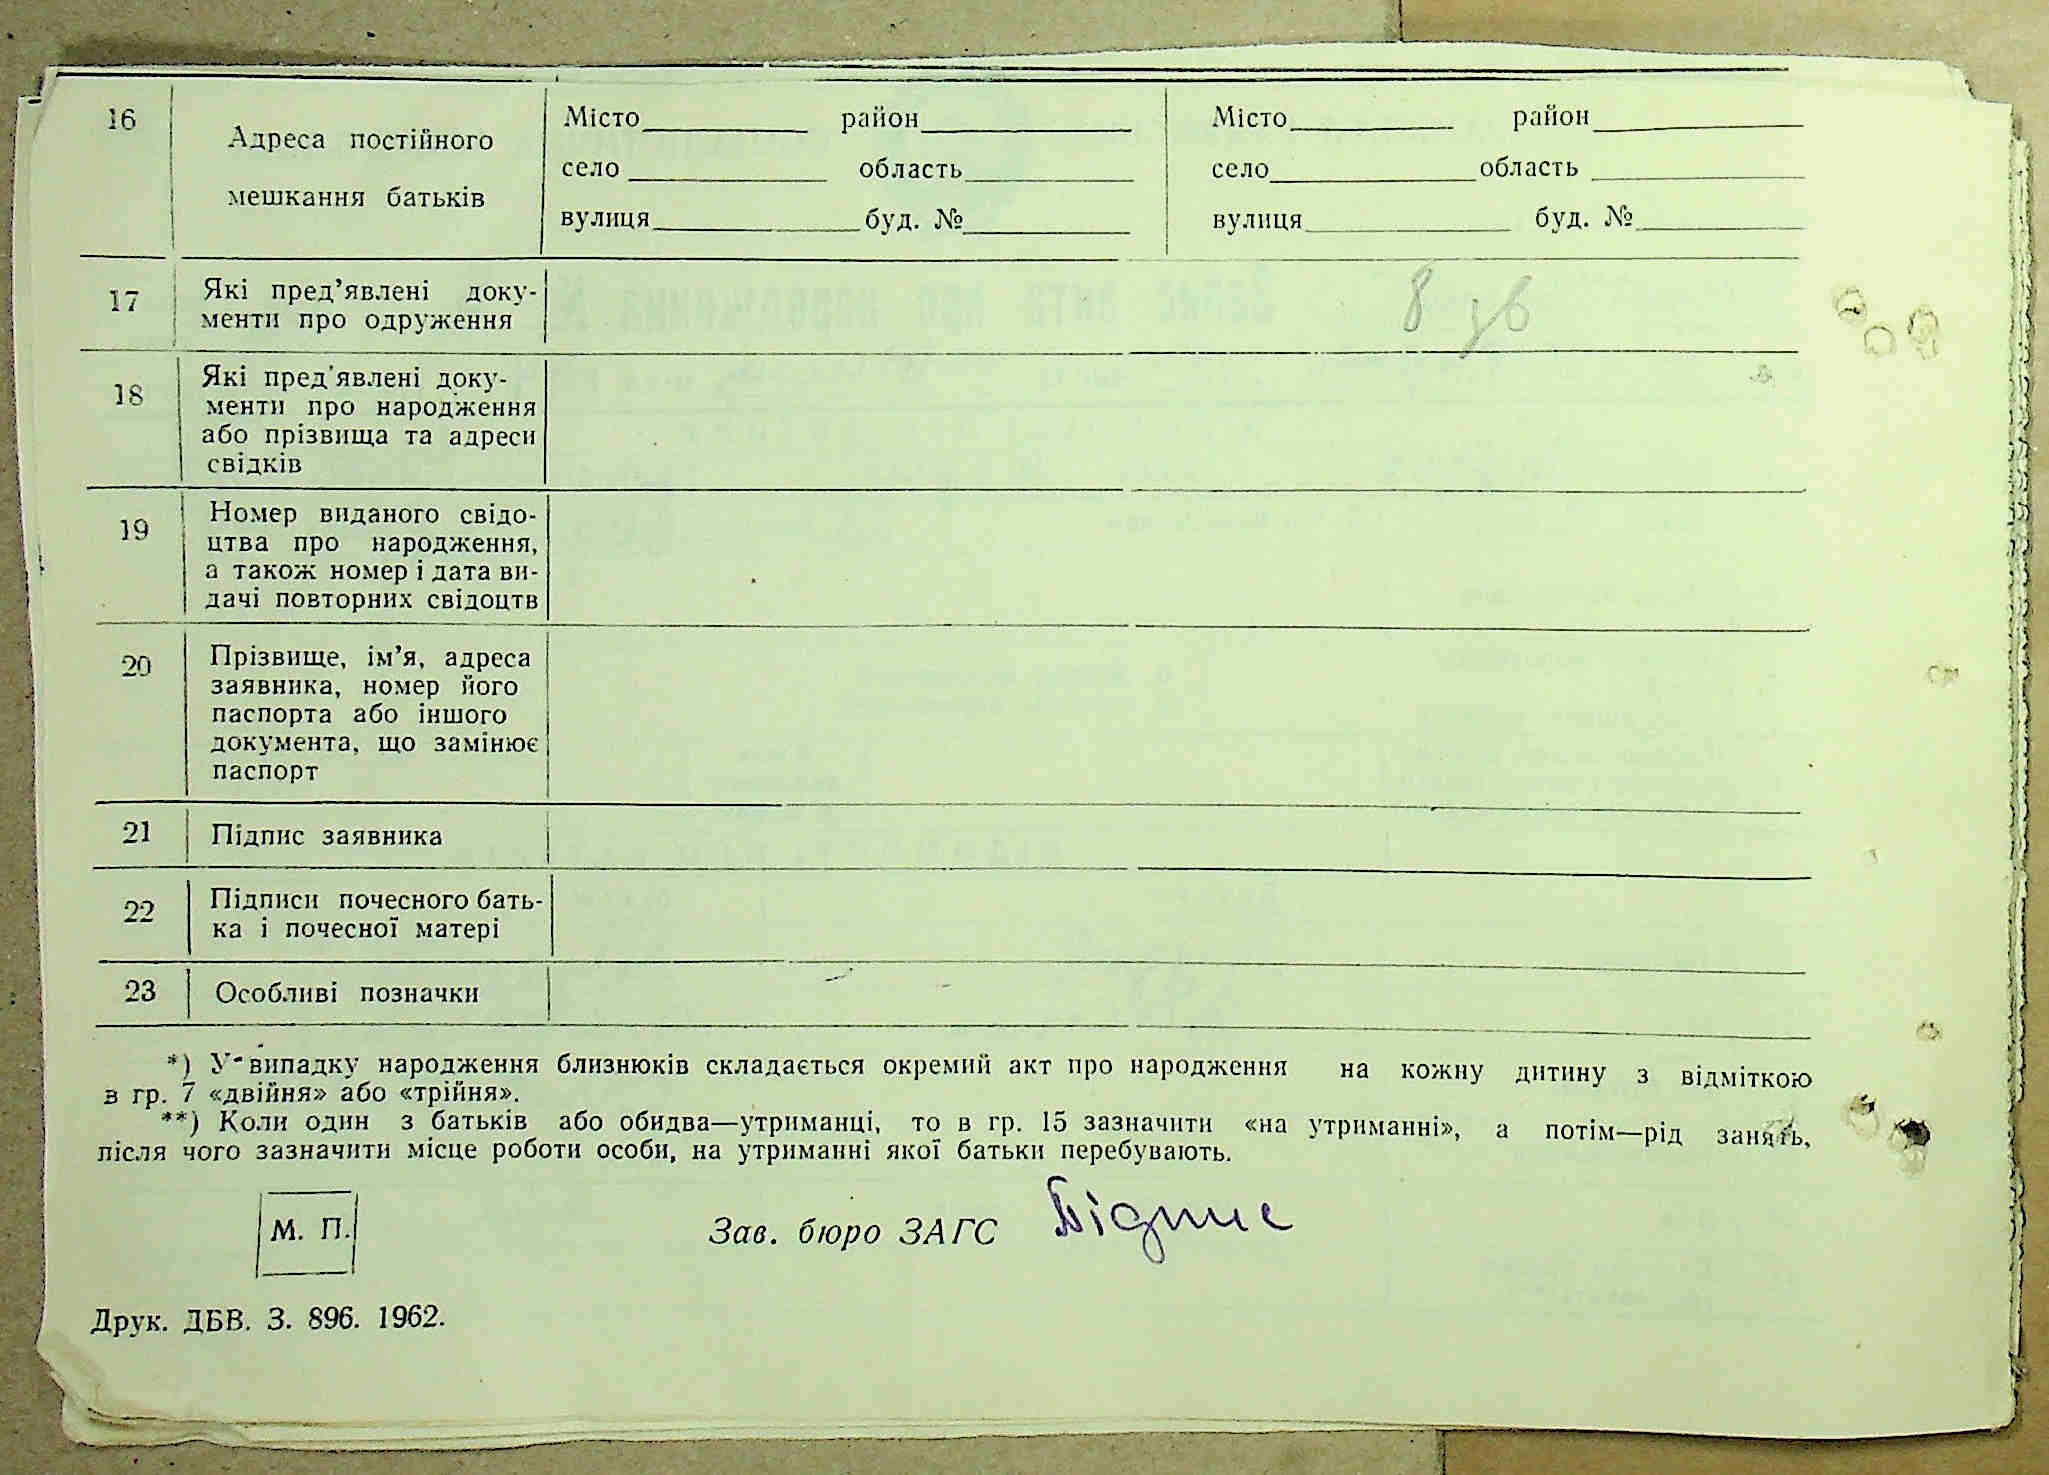 16
Адреса постійного
мешкання батьків
Місто район
село область
вулиця буд. №
Місто район
село область
вулиця буд. №
17
Які пред’явлені доку-
менти про одруження
8
18
Які пред’явлені доку-
менти про народження
або прізвища та адреси
свідків
19
Номер виданого свідо-
цтва про народження,
а також номер і дата ви-
дачі повторних свідоцтв
20
Прізвище, ім’я, адреса
заявника, номер його
паспорта або іншого
документа, що замінює
паспорт
21
Підпис заявника
22
Підписи почесного бать-
ка і почесної матері
23
Особливі позначки
*) У випадку народження близнюків складається окремий акт про народження на кожну дитину з відміткою
в гр. 7 «двійня» або «трійня».
**) Коли один з батьків або обидва—утриманці, то в гр. 15 зазначити «на утриманні», а потім—рід занять,
після чого зазначити місце роботи особи, на утриманні якої батьки перебувають.
М. П.
Зав. бюро ЗАГС Підпис
Друк. ДБВ. З. 896. 1962.